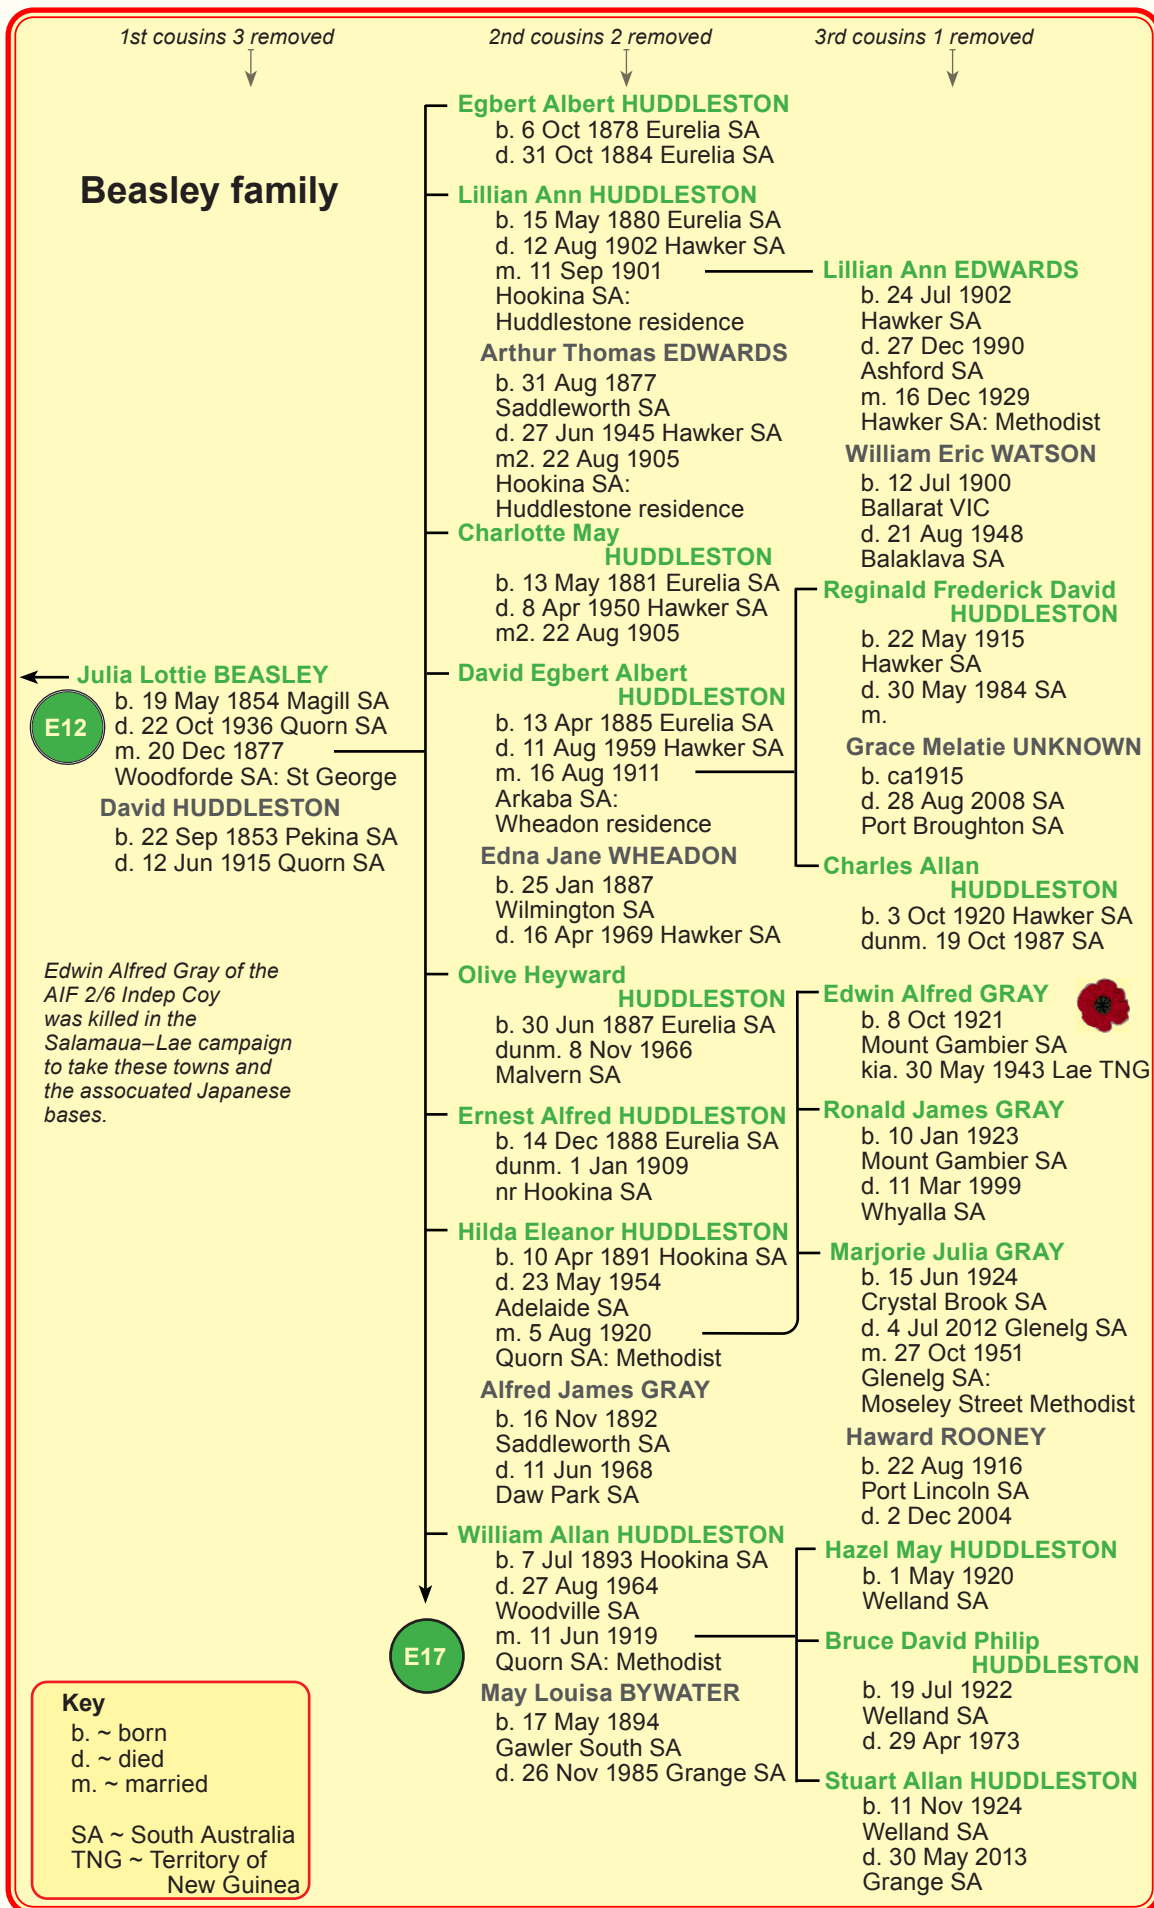 1st cousins 3 removed
2nd cousins 2 removed
3rd cousins 1 removed
Beasley family
Julia Lottie BEASLEY
E12
b. 19 May 1854 Magill SA
d. 22 Oct 1936 Quorn SA
m. 20 Dec 1877
Woodforde SA: St George
David HUDDLESTON
b. 22 Sep 1853 Pekina SA
d. 12 Jun 1915 Quorn SA
Edwin Alfred Gray of the
AIF 2/6 Indep Coy
was killed in the
Salamaua–Lae campaign
to take these towns and
the assocuated Japanese
bases.
Key
b. ~ born
d. ~ died
m. ~ married
SA ~ South Australia
TNG ~ Territory of
New Guinea
Egbert Albert HUDDLESTON
b. 6 Oct 1878 Eurelia SA
d. 31 Oct 1884 Eurelia SA
Lillian Ann HUDDLESTON
b. 15 May 1880 Eurelia SA
d. 12 Aug 1902 Hawker SA
m. 11 Sep 1901
Hookina SA:
Huddlestone residence
Arthur Thomas EDWARDS
b. 31 Aug 1877
Saddleworth SA
d. 27 Jun 1945 Hawker SA
m2. 22 Aug 1905
Hookina SA:
Huddlestone residence
Charlotte May
HUDDLESTON
b. 13 May 1881 Eurelia SA
d. 8 Apr 1950 Hawker SA
m2. 22 Aug 1905
David Egbert Albert
HUDDLESTON
b. 13 Apr 1885 Eurelia SA
d. 11 Aug 1959 Hawker SA
m. 16 Aug 1911
Arkaba SA:
Wheadon residence
Edna Jane WHEADON
b. 25 Jan 1887
Wilmington SA
d. 16 Apr 1969 Hawker SA
Olive Heyward
HUDDLESTON
b. 30 Jun 1887 Eurelia SA
dunm. 8 Nov 1966
Malvern SA
Ernest Alfred HUDDLESTON
b. 14 Dec 1888 Eurelia SA
dunm. 1 Jan 1909
nr Hookina SA
Hilda Eleanor HUDDLESTON
b. 10 Apr 1891 Hookina SA
d. 23 May 1954
Adelaide SA
m. 5 Aug 1920
Quorn SA: Methodist
Alfred James GRAY
b. 16 Nov 1892
Saddleworth SA
d. 11 Jun 1968
Daw Park SA
William Allan HUDDLESTON
b. 7 Jul 1893 Hookina SA
d. 27 Aug 1964
Woodville SA
m. 11 Jun 1919
Quorn SA: Methodist
E17
May Louisa BYWATER
b. 17 May 1894
Gawler South SA
d. 26 Nov 1985 Grange SA
Lillian Ann EDWARDS
b. 24 Jul 1902
Hawker SA
d. 27 Dec 1990
Ashford SA
m. 16 Dec 1929
Hawker SA: Methodist
William Eric WATSON
b. 12 Jul 1900
Ballarat VIC
d. 21 Aug 1948
Balaklava SA
Reginald Frederick David
HUDDLESTON
b. 22 May 1915
Hawker SA
d. 30 May 1984 SA
m.
Grace Melatie UNKNOWN
b. ca1915
d. 28 Aug 2008 SA
Port Broughton SA
Charles Allan
HUDDLESTON
b. 3 Oct 1920 Hawker SA
dunm. 19 Oct 1987 SA
Edwin Alfred GRAY
b. 8 Oct 1921
Mount Gambier SA
kia. 30 May 1943 Lae TNG
Ronald James GRAY
b. 10 Jan 1923
Mount Gambier SA
d. 11 Mar 1999
Whyalla SA
Marjorie Julia GRAY
b. 15 Jun 1924
Crystal Brook SA
d. 4 Jul 2012 Glenelg SA
m. 27 Oct 1951
Glenelg SA:
Moseley Street Methodist
Haward ROONEY
b. 22 Aug 1916
Port Lincoln SA
d. 2 Dec 2004
Hazel May HUDDLESTON
b. 1 May 1920
Welland SA
Bruce David Philip
HUDDLESTON
b. 19 Jul 1922
Welland SA
d. 29 Apr 1973
Stuart Allan HUDDLESTON
b. 11 Nov 1924
Welland SA
d. 30 May 2013
Grange SA